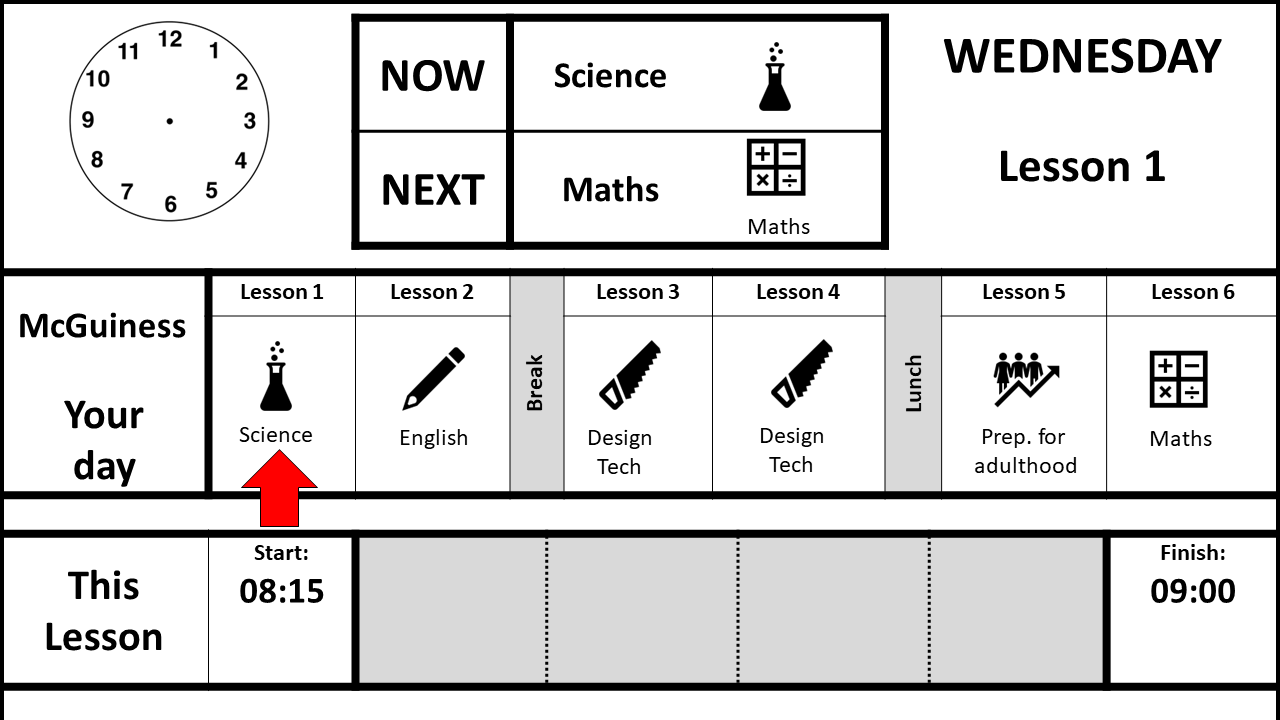 12
11
1
10
2
9
3
8
4
7
5
6
NOW
Science
NEXT
Maths
Maths
WEDNESDAY
Lesson 1
McGuiness
Your
day
Lesson 1
Lesson 2
Break
Lesson 3
Lesson 4
Lunch
Lesson 5
Lesson 6
Science
English
Design
Tech
Design
Tech
Prep. for
adulthood
Maths
This
Lesson
Start:
08:15
Finish:
09:00